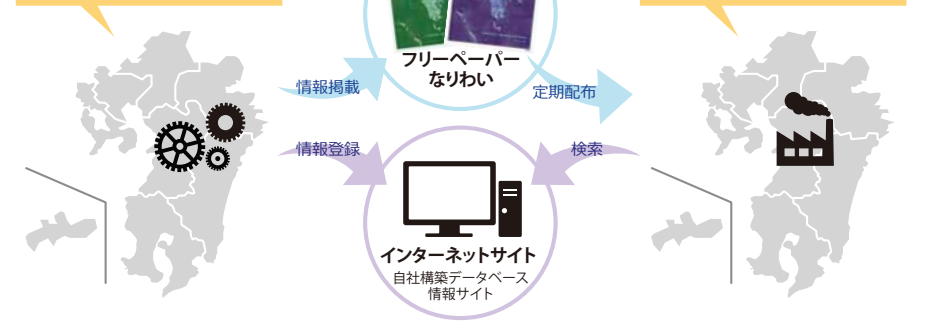 フリーペーパー
なりわい
情報掲載
定期配布
情報登録
検索
インターネットサイト
自社構築データベース
情報サイト